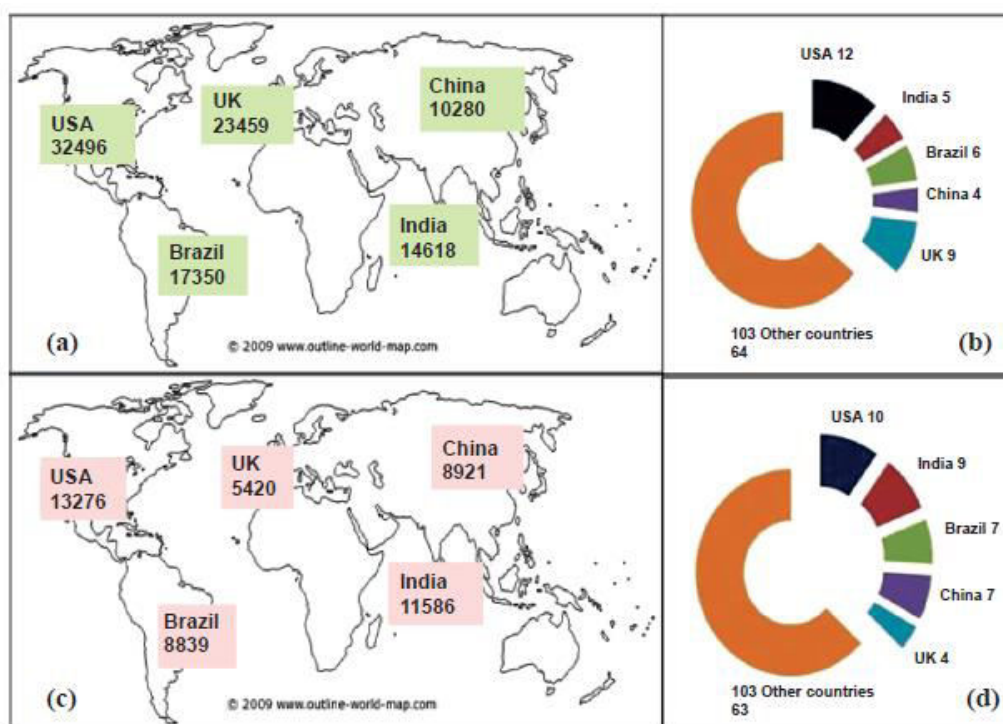 USA
32496
UK
23459
China
10280
India
14618
Brazil
17350
(a)
© 2009 www.outline-world-map.com
USA 12
India 5
Brazil 6
China 4
UK 9
103 Other countries
64
(b)
USA
13276
UK
5420
China
8921
India
11586
Brazil
8839
(c)
© 2009 www.outline-world-map.com
USA 10
India 9
Brazil 7
China 7
UK 4
103 Other countries
63
(d)